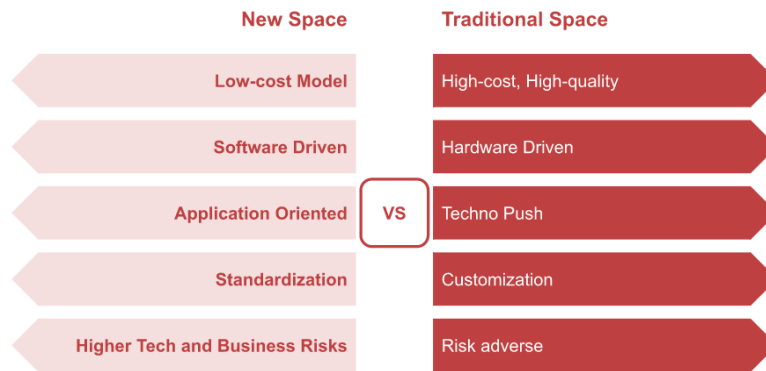 New Space
Traditional Space
Low-cost Model
High-cost, High-quality
Software Driven
Hardware Driven
Application Oriented
VS
Techno Push
Standardization
Customization
Higher Tech and Business Risks
Risk adverse